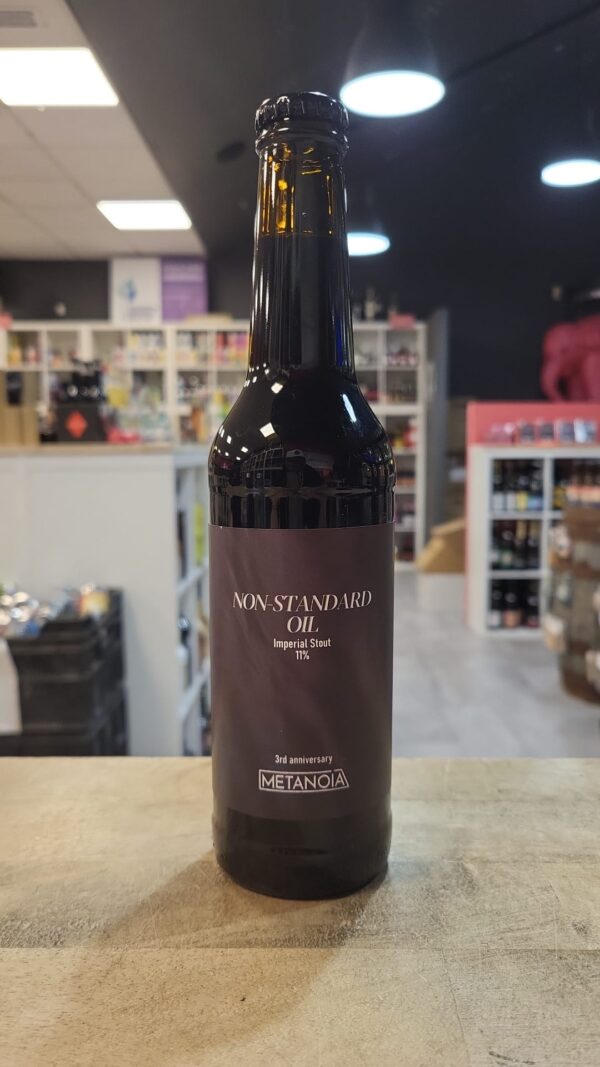 NON-STANDARD
OIL
Imperial Stout
11%
3rd anniversary
METANOIA